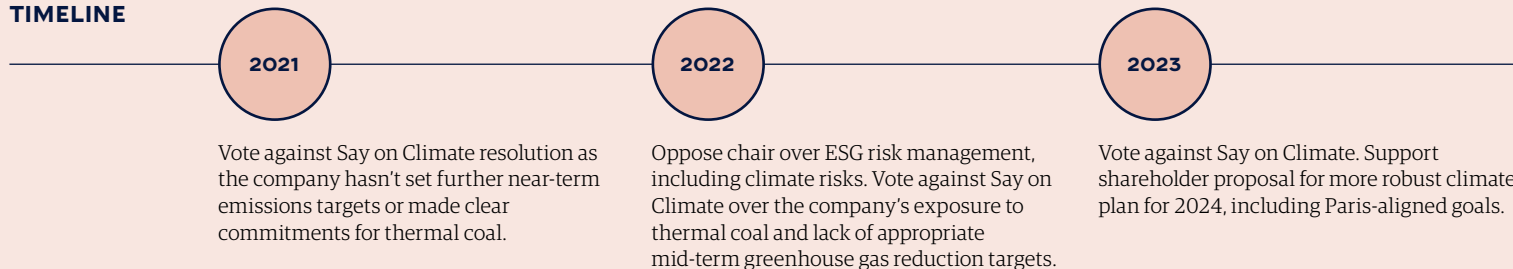 TIMELINE
2021
Vote against Say on Climate resolution as
the company hasn't set further near-term
emissions targets or made clear
commitments for thermal coal.
2022
Oppose chair over ESG risk management,
including climate risks. Vote against Say on
Climate over the company's exposure to
thermal coal and lack of appropriate
mid-term greenhouse gas reduction targets.
2023
Vote against Say on Climate. Support
shareholder proposal for more robust climate
plan for 2024, including Paris-aligned goals.